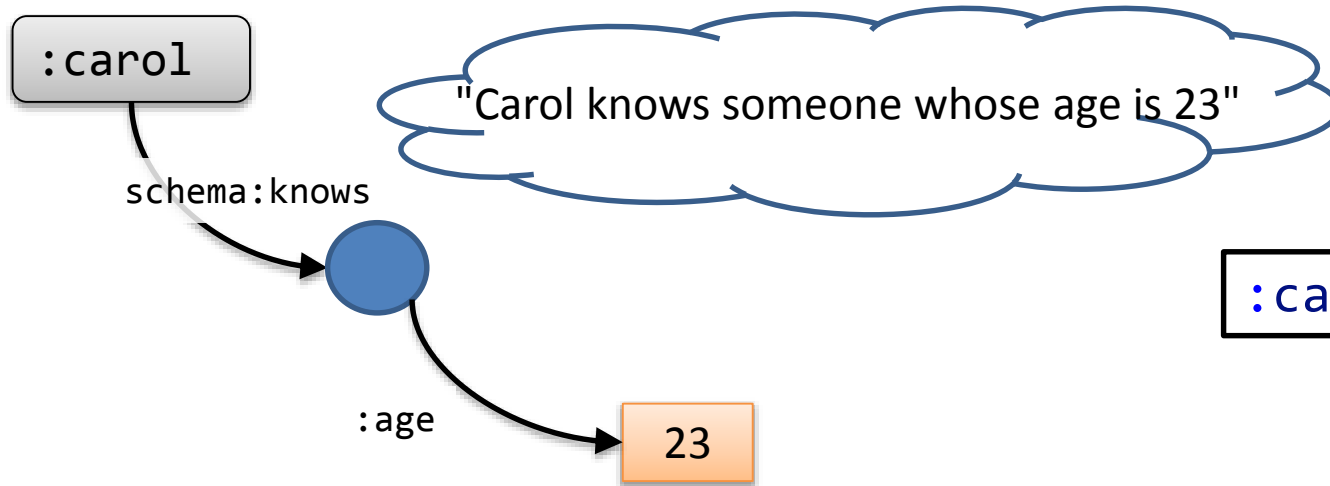 :carol
"Carol knows someone whose age is 23"
schema:knows
:ca
:age
23